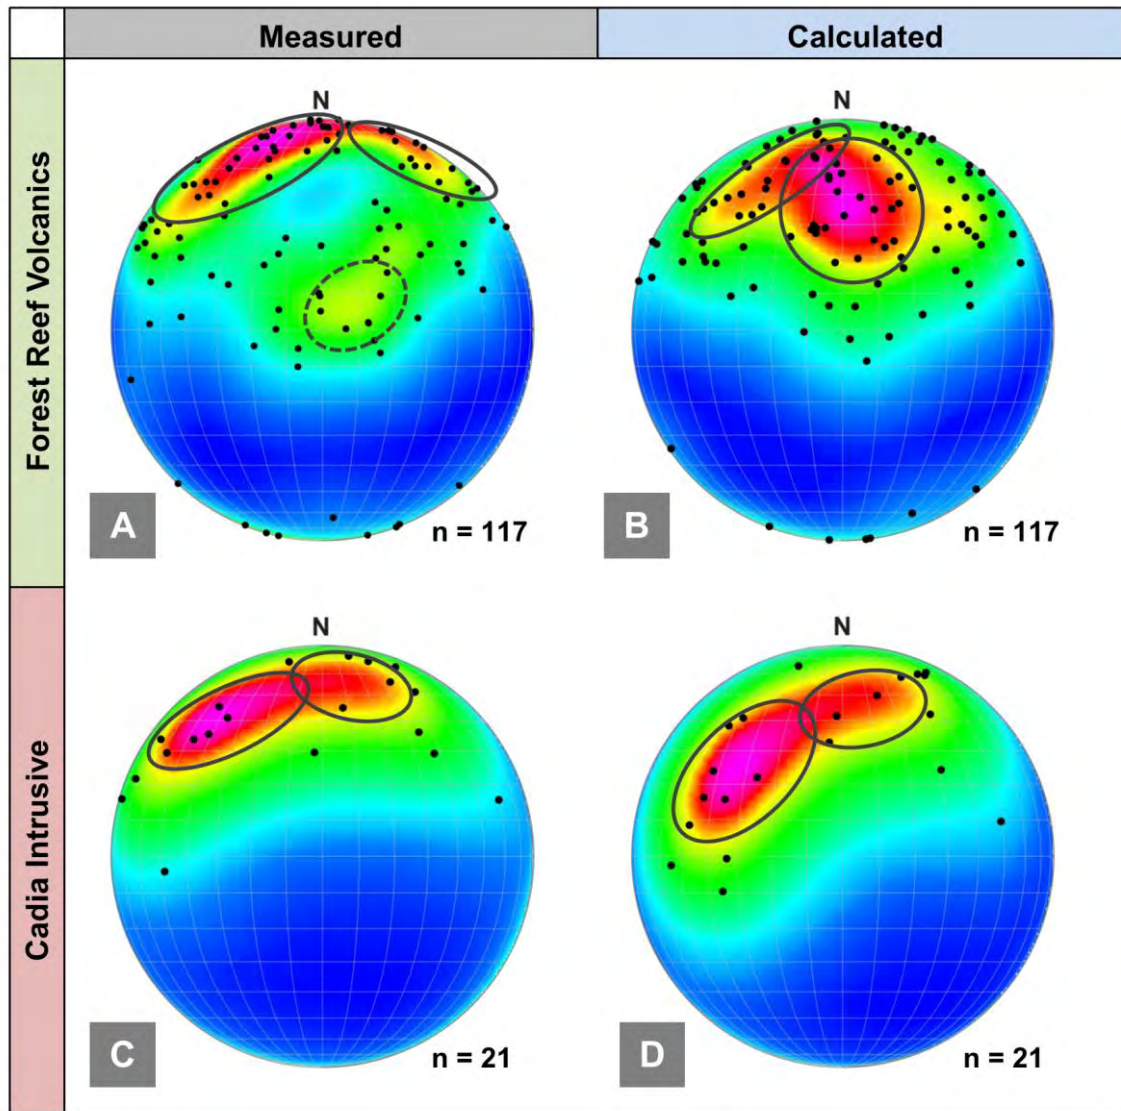 Measured
Calculated
Forest Reef Volcanics
N
N
A
n = 117
B
n = 117
Cadia Intrusive
N
N
C
n = 21
D
n = 21